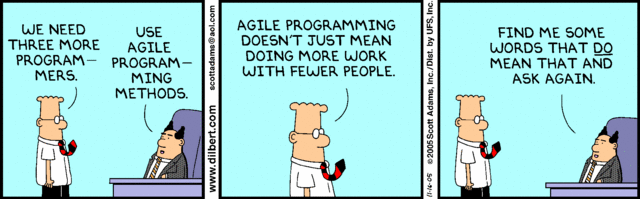 WE NEED
THREE MORE
PROGRAM-
MERS.
USE
AGILE
PROGRAM-
MING
METHODS.
www.dilbert.com
scottadams@aol.com
AGILE PROGRAMMING
DOESN'T JUST MEAN
DOING MORE WORK
WITH FEWER PEOPLE.
11-16-05
©2005 Scott Adams, Inc./Dist. by UFS, Inc.
FIND ME SOME
WORDS THAT DO
MEAN THAT AND
ASK AGAIN.